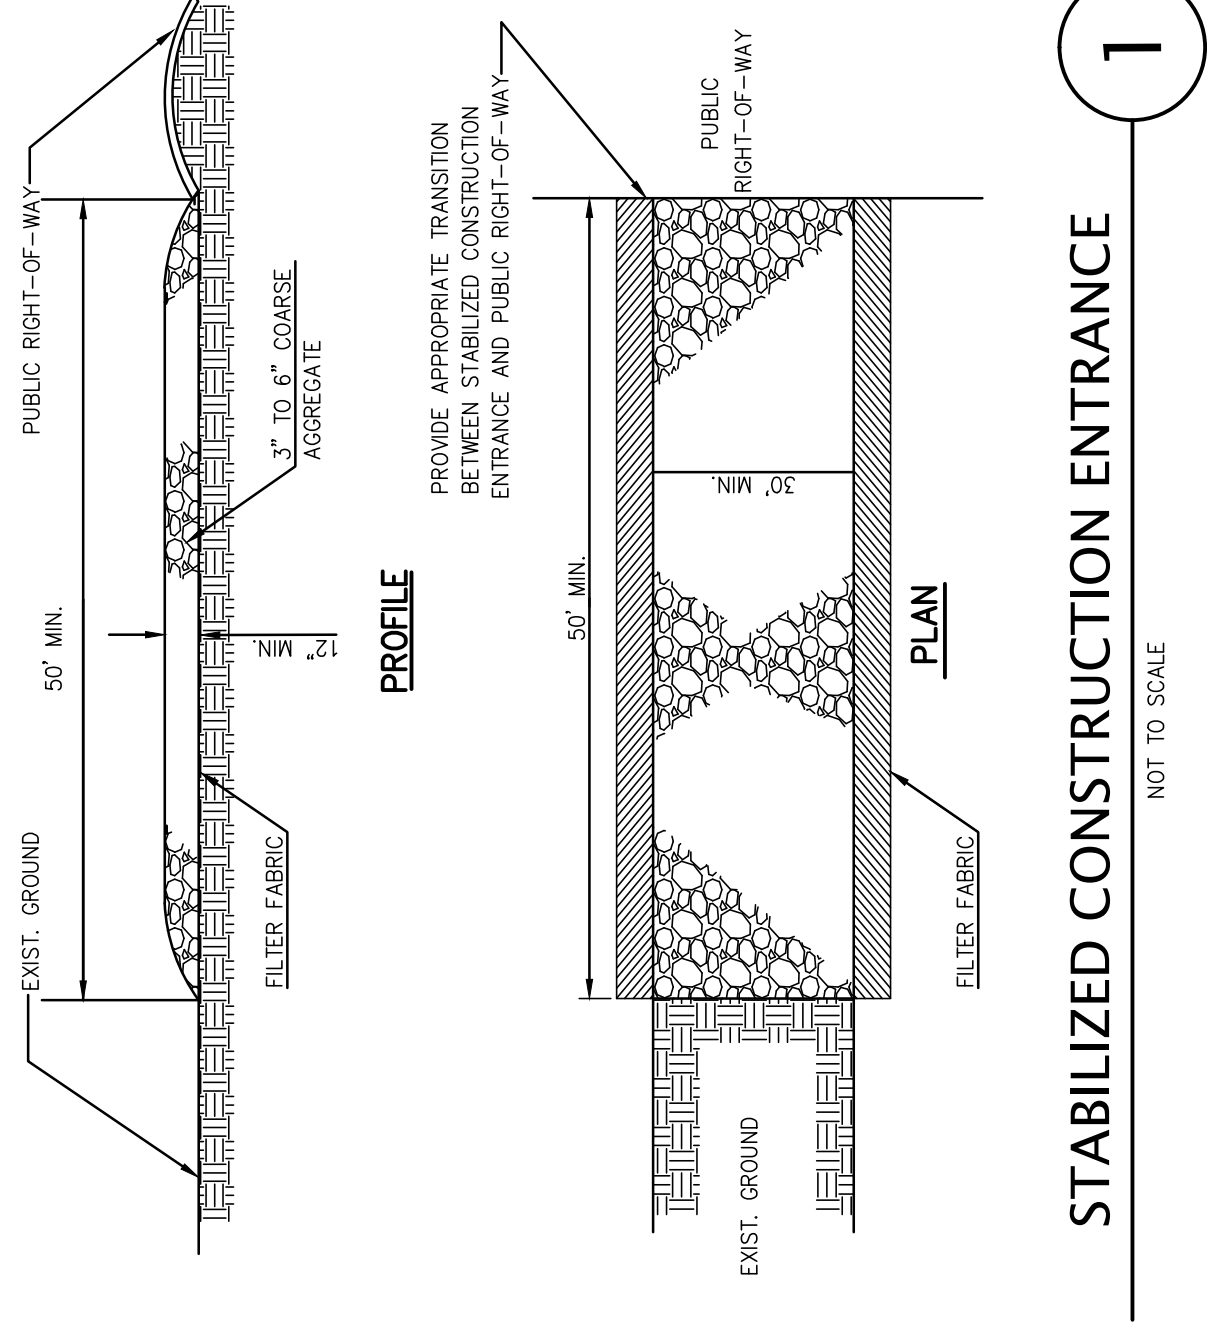 EXIST. GROUND
50' MIN.
PUBLIC RIGHT-OF-WAY
12" MIN.
3" TO 6" COARSE
AGGREGATE
FILTER FABRIC
PROFILE
PROVIDE APPROPRIATE TRANSITION
BETWEEN STABILIZED CONSTRUCTION
ENTRANCE AND PUBLIC RIGHT-OF-WAY
50' MIN.
30' MIN.
PUBLIC
RIGHT-OF-WAY
EXIST. GROUND
FILTER FABRIC
PLAN
STABILIZED CONSTRUCTION ENTRANCE
1
NOT TO SCALE